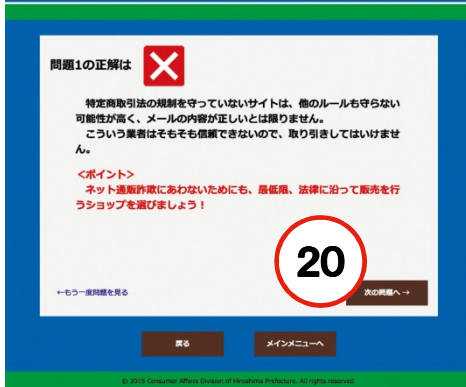 問題1の正解は
特定商取引法の規制を守っていないサイトは、他のルールも守らない
可能性が高く、メールの内容が正しいとは限りません。
こういう業者はそもそも信頼できないので、取り引きしてはいけませ
ん。
<ポイント>
ネット通販詐欺にあわないためにも、最低限、法律に沿って販売を行
うショップを選びましょう！
20
←もう一度問題を見る
次の問題へ→
戻る
メインメニューへ
© 2015 Consumer Affairs Division of Hiroshima Prefecture. All rights reserved.